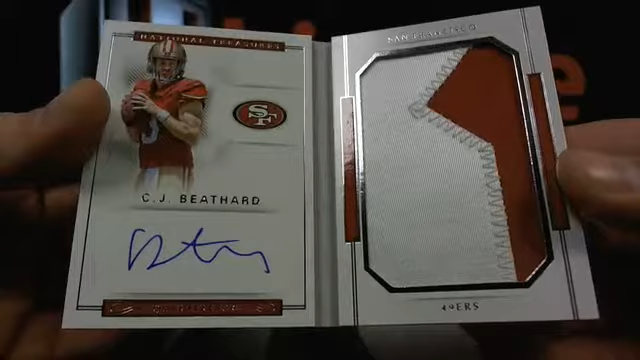 NATIONAL TREASURES
SF
C.J. BEATHARD
SAN FRANCISCO
49ERS